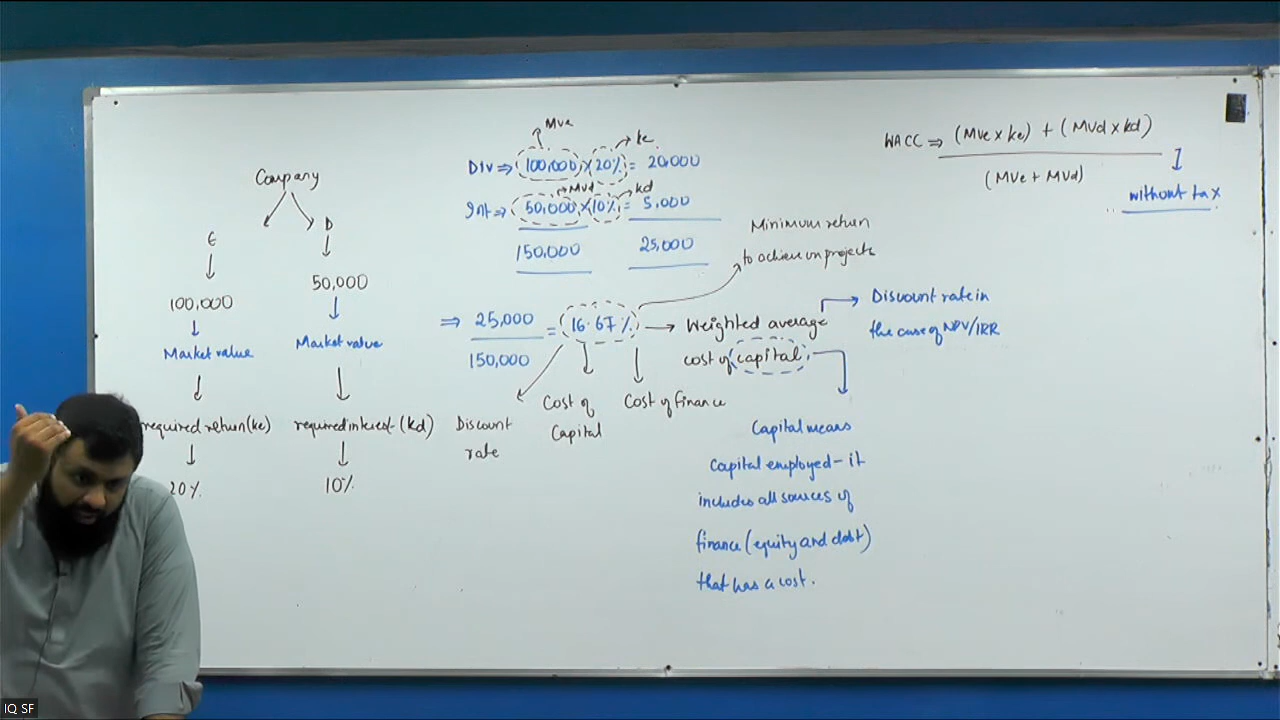 Company
E
D
100,000
50,000
Market value
Market value
required return (ke)
required interest (kd)
20%
10%
Mve
ke
Div ⇒ 100,000 × 20% = 20,000
Mvd
kd
Int ⇒ 50,000 × 10% = 5,000
150,000 25,000
Minimum return
to achieve on projects
⇒ 25,000
150,000
= 16.67% → Weighted average
cost of capital
Discount rate in
the case of NPV/IRR
Discount
rate
Cost of
Capital
Cost of finance
Capital means
Capital employed - it
includes all sources of
finance (equity and debt)
that has a cost.
WACC ⇒ (Mve × ke) + (Mvd × kd)
(Mve + Mvd)
without tax
IQ SF